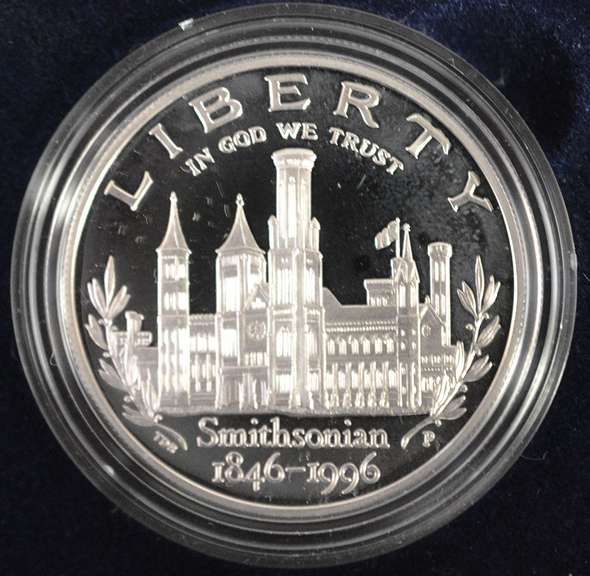 LIBERTY
IN GOD WE TRUST
Smithsonian
P
1846-1996